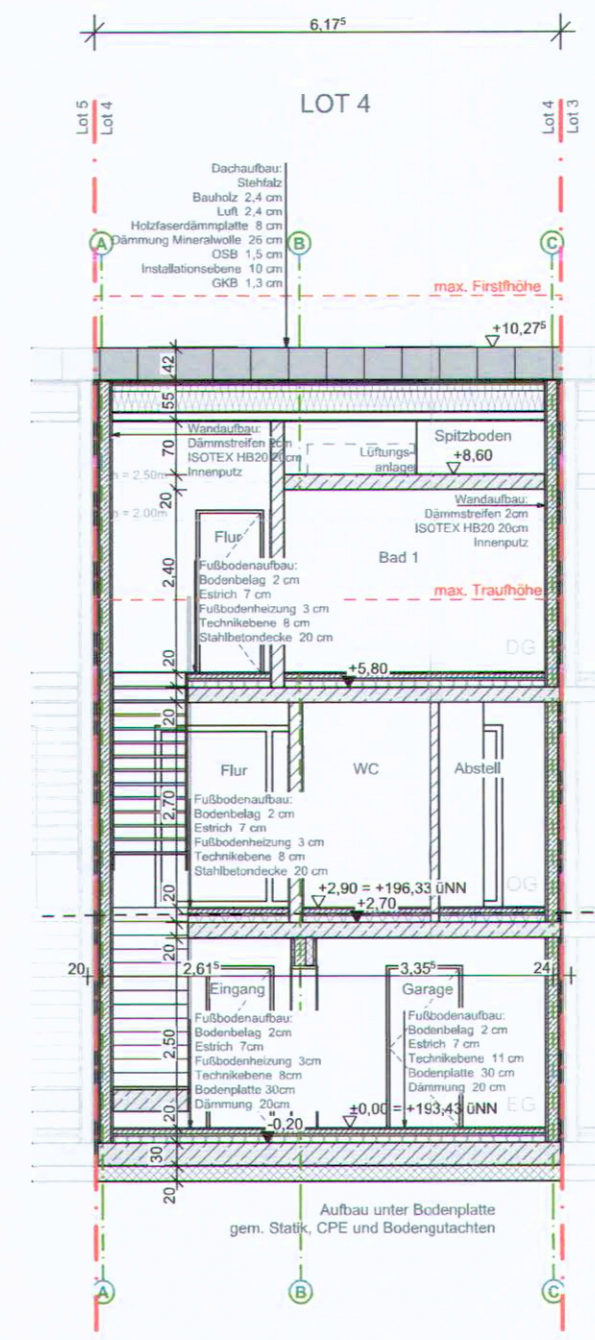 6,17⁵
LOT 4
Lot 5
Lot 4
Lot 4
Lot 3
Dachaufbau:
Stehfalz
Bauholz 2,4 cm
Luft 2,4 cm
Holzfaserdämmplatte 8 cm
Dämmung Mineralwolle 26 cm
OSB 1,5 cm
Installationsebene 10 cm
GKB 1,3 cm
A
B
C
max. Firsthöhe
+10,27⁵
42
55
Wandaufbau:
Dämmstreifen 2cm
ISOTEX HB20 20cm
Innenputz
70
Lüftungs-
anlage
Spitzboden
+8,60
h = 2,50m
20
h = 2,00m
Wandaufbau:
Dämmstreifen 2cm
ISOTEX HB20 20cm
Innenputz
Flur
Bad 1
2,40
Fußbodenaufbau:
Bodenbelag 2 cm
Estrich 7 cm
Fußbodenheizung 3 cm
Technikebene 8 cm
Stahlbetondecke 20 cm
max. Traufhöhe
DG
20
+5,80
20
Flur
WC
Abstell
2,70
Fußbodenaufbau:
Bodenbelag 2 cm
Estrich 7 cm
Fußbodenheizung 3 cm
Technikebene 8 cm
Stahlbetondecke 20 cm
OG
20
+2,90 = +196,33 üNN
+2,70
20
20
2,61⁵
3,35⁵
24
Eingang
Garage
2,50
Fußbodenaufbau:
Bodenbelag 2cm
Estrich 7cm
Fußbodenheizung 3cm
Technikebene 8cm
Bodenplatte 30cm
Dämmung 20cm
Fußbodenaufbau:
Bodenbelag 2 cm
Estrich 7 cm
Technikebene 11 cm
Bodenplatte 30 cm
Dämmung 20 cm
EG
20
-0,20
±0,00 = +193,43 üNN
30
20
Aufbau unter Bodenplatte
gem. Statik, CPE und Bodengutachten
A
B
C